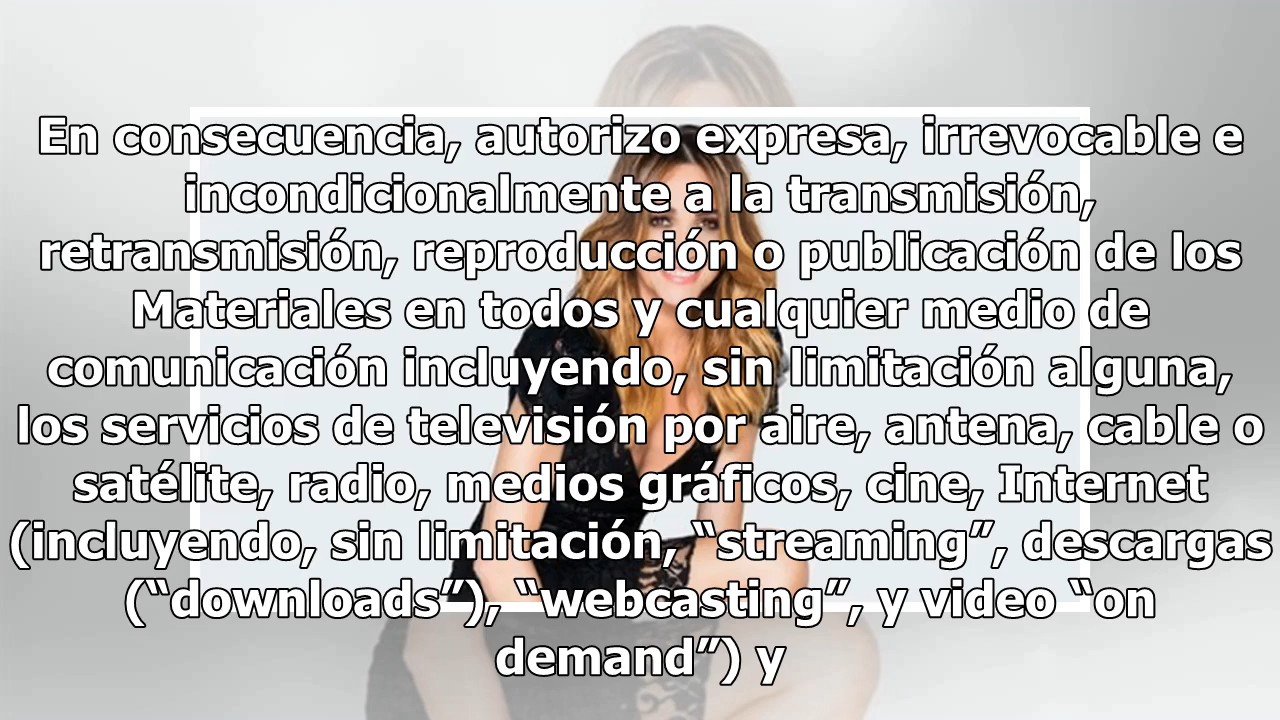 En consecuencia, autorizo expresa, irrevocable e
incondicionalmente a la transmisión,
retransmisión, reproducción o publicación de los
Materiales en todos y cualquier medio de
comunicación incluyendo, sin limitación alguna,
los servicios de televisión por aire, antena, cable o
satélite, radio, medios gráficos, cine, Internet
(incluyendo, sin limitación, “streaming”, descargas
(“downloads”), “webcasting”, y video “on
demand”) y